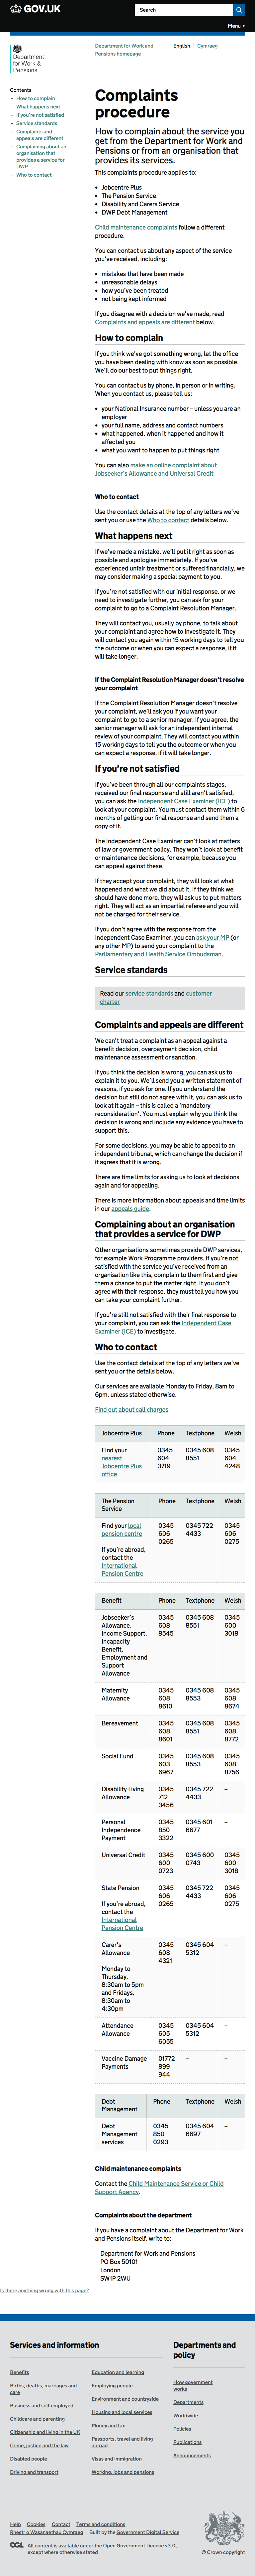 GOV.UK
Search
Menu
Department
for Work &
Pensions
Department for Work and
Pensions homepage
English
Cymraeg
Contents
– How to complain
– What happens next
– If you're not satisfied
– Service standards
– Complaints and
appeals are different
– Complaining about an
organisation that
provides a service for
DWP
– Who to contact
Complaints
procedure
How to complain about the service you
get from the Department for Work and
Pensions or from an organisation that
provides its services.
This complaints procedure applies to:
• Jobcentre Plus
• The Pension Service
• Disability and Carers Service
• DWP Debt Management
Child maintenance complaints follow a different
procedure.
You can contact us about any aspect of the service
you've received, including:
• mistakes that have been made
• unreasonable delays
• how you've been treated
• not being kept informed
If you disagree with a decision we've made, read
Complaints and appeals are different below.
How to complain
If you think we've got something wrong, let the office
you have been dealing with know as soon as possible.
We'll do our best to put things right.
You can contact us by phone, in person or in writing.
When you contact us, please tell us:
• your National Insurance number – unless you are an
employer
• your full name, address and contact numbers
• what happened, when it happened and how it
affected you
• what you want to happen to put things right
You can also make an online complaint about
Jobseeker's Allowance and Universal Credit
Who to contact
Use the contact details at the top of any letters we've
sent you or use the Who to contact details below.
What happens next
If we've made a mistake, we'll put it right as soon as
possible and apologise immediately. If you've
experienced unfair treatment or suffered financially, we
may consider making a special payment to you.
If you're not satisfied with our initial response, or we
need to investigate further, you can ask for your
complaint to go to a Complaint Resolution Manager.
They will contact you, usually by phone, to talk about
your complaint and agree how to put things right. They
will contact you again within 15 working days to tell you
the outcome or when you can expect a response, if it
will take longer.
If the Complaint Resolution Manager doesn't resolve
your complaint
If the Complaint Resolution Manager doesn't resolve
your complaint, we'll ask you if you want your
complaint to go to a senior manager. If you agree, the
senior manager will arrange for an independent internal
review of your complaint. They will contact you within
15 working days to tell you the outcome or when you
can expect a response, if it will take longer.
If you're not satisfied
If you've been through all our complaints stages,
received your final response and still aren't satisfied,
you can ask the Independent Case Examiner (ICE) to
look at your complaint. You must contact them within 6
months of getting the final response and send them a
copy of it.
The Independent Case Examiner can't look at matters
of law or government policy. They won't look at benefit
or maintenance decisions, for example, because you
can appeal against these.
If they accept your complaint, they will look at what
happened and what we did about it. If they think we
should have done more, they will ask us to put matters
right. They will act as an impartial referee and won't be
acting for either side.
If you don't agree with the response from the
Independent Case Examiner, you can ask your MP (or
any other MP) to send your complaint to the
Parliamentary and Health Service Ombudsman.
Service standards
Read our service standards and customer
charter
Complaints and appeals are different
We can't treat a complaint as an appeal against a
benefit decision, overpayment decision, child
maintenance assessment or sanction.
If you think the decision is wrong, you can ask us to
explain it to you. We'll send you a written statement
of reasons, if you ask for one. If you understand the
decision but still do not agree with it, you can ask us to
look at it again – this is called a 'mandatory
reconsideration'. You'll need to explain why you think
the decision is wrong and include any evidence you have to
support this.
For some decisions, you may be able to appeal to an
independent tribunal, which can change the decision if
it agrees that it is wrong.
There are time limits for asking us to look at decisions
again and for appealing.
There is more information about appeals and time limits
in our appeals guide.
Complaining about an organisation
that provides a service for DWP
Other organisations sometimes provide DWP services,
for example Work Programme providers. If you're not
satisfied with the service you've received from an
organisation like this, complain to them first and give
them a chance to put the matter right. If you don't
agree with their response, they must tell you how to
take your complaint further.
If you're still not satisfied with their final response to
your complaint, you can ask the Independent Case
Examiner (ICE) to investigate.
Who to contact
Use the contact details at the top of any letters we've
sent you or the details below.
Our services are available Monday to Friday, 8am to
6pm, unless stated otherwise.
Find out about call charges
Jobcentre Plus Phone Textphone Welsh
Find your
nearest
Jobcentre Plus
office
0345
604
3719
0345 608
8551
0345
604
4248
The Pension
Service
Phone Textphone Welsh
Find your local
pension centre
If you're abroad,
contact the
International
Pension Centre
0345
606
0265
0345 722
4433
0345
606
0275
Benefit Phone Textphone Welsh
Jobseeker's
Allowance,
Income Support,
Incapacity
Benefit,
Employment and
Support
Allowance
0345
608
8545
0345 608
8551
0345
600
3018
Maternity
Allowance
0345
608
8610
0345 608
8553
0345
608
8674
Bereavement
0345
608
8601
0345 608
8551
0345
608
8772
Social Fund
0345
603
6967
0345 608
8553
0345
608
8756
Disability Living
Allowance
0345
712
3456
0345 722
4433
–
Personal
Independence
Payment
0345
850
3322
0345 601
6677
–
Universal Credit
0345
600
0723
0345 600
0743
0345
600
3018
State Pension
If you're abroad,
contact the
International
Pension Centre
0345
606
0265
0345 722
4433
0345
606
0275
Carer's
Allowance
Monday to
Thursday,
8:30am to 5pm
and Fridays,
8:30am to
4:30pm
0345
608
4321
0345 604
5312
–
Attendance
Allowance
0345
605
6055
0345 604
5312
–
Vaccine Damage
Payments
01772
899
944
–
–
Debt
Management
Phone Textphone Welsh
Debt
Management
services
0345
850
0293
0345 604
6697
–
Child maintenance complaints
Contact the Child Maintenance Service or Child
Support Agency.
Complaints about the department
If you have a complaint about the Department for Work
and Pensions itself, write to:
Department for Work and Pensions
PO Box 50101
London
SW1P 2WU
Is there anything wrong with this page?
Services and information
Benefits
Births, deaths, marriages and
care
Business and self-employed
Childcare and parenting
Citizenship and living in the UK
Crime, justice and the law
Disabled people
Driving and transport
Education and learning
Employing people
Environment and countryside
Housing and local services
Money and tax
Passports, travel and living
abroad
Visas and immigration
Working, jobs and pensions
Departments and
policy
How government
works
Departments
Worldwide
Policies
Publications
Announcements
Help Cookies Contact Terms and conditions
Rhestr o Wasanaethau Cymraeg Built by the Government Digital Service
OGL All content is available under the Open Government Licence v3.0,
except where otherwise stated
© Crown copyright